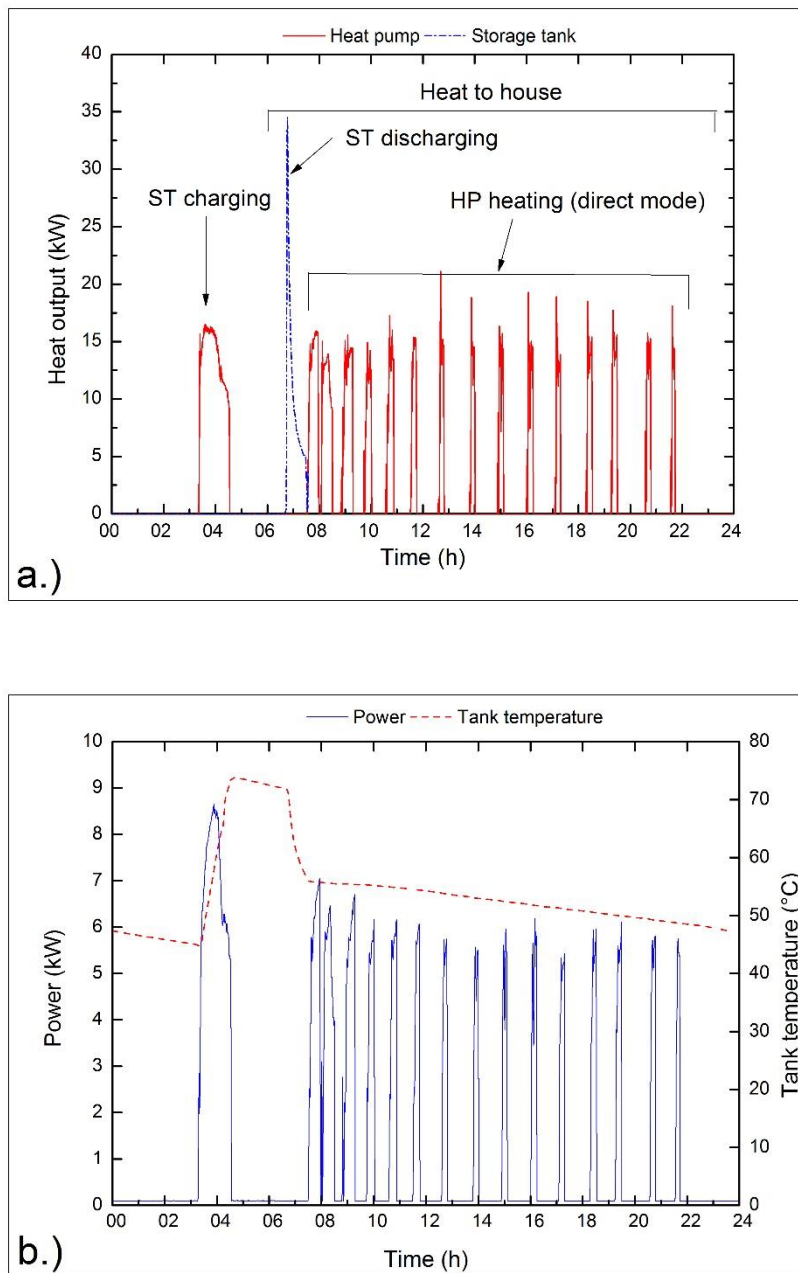 Heat pump Storage tank
40
35
30
25
20
15
10
5
0
Heat output (kW)
Heat to house
ST discharging
ST charging
HP heating (direct mode)
00 02 04 06 08 10 12 14 16 18 20 22 24
Time (h)
a.)
Power Tank temperature
10
9
8
7
6
5
4
3
2
1
0
Power (kW)
80
70
60
50
40
30
20
10
0
Tank temperature (°C)
00 02 04 06 08 10 12 14 16 18 20 22 24
Time (h)
b.)